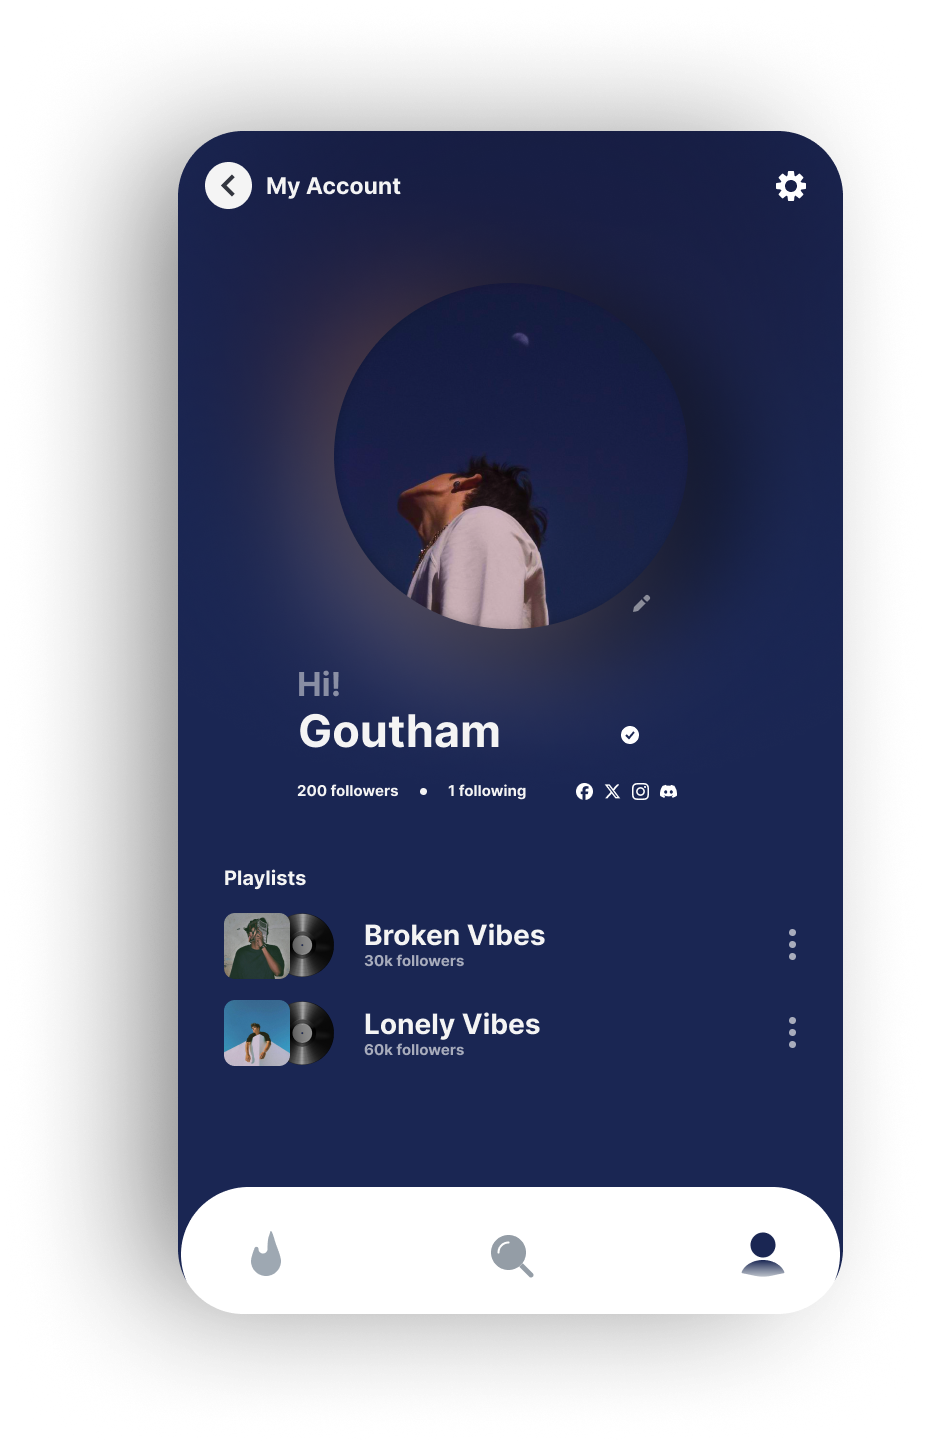 My Account
Hi!
Goutham
200 followers • 1 following
Playlists
Broken Vibes
30k followers
Lonely Vibes
60k followers